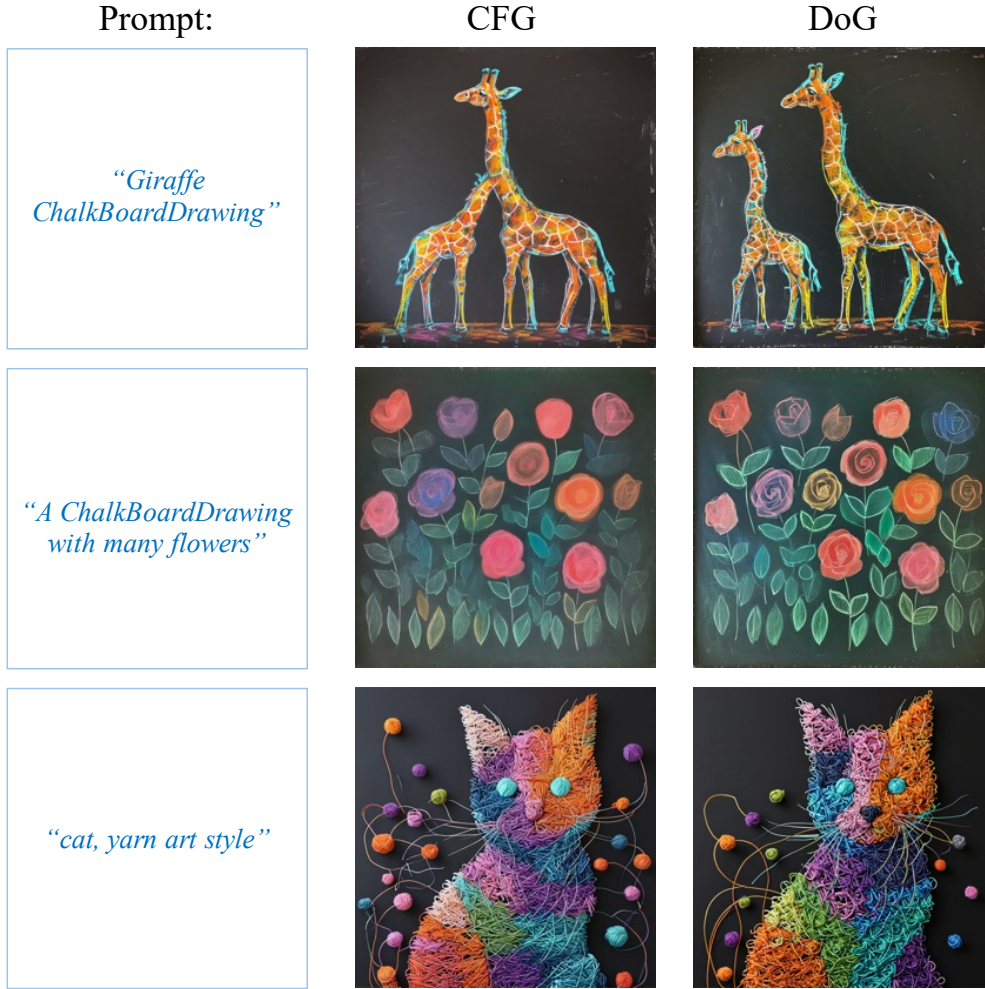 Prompt:
CFG
DoG
“Giraffe
ChalkBoardDrawing”
“A ChalkBoardDrawing
with many flowers”
“cat, yarn art style”